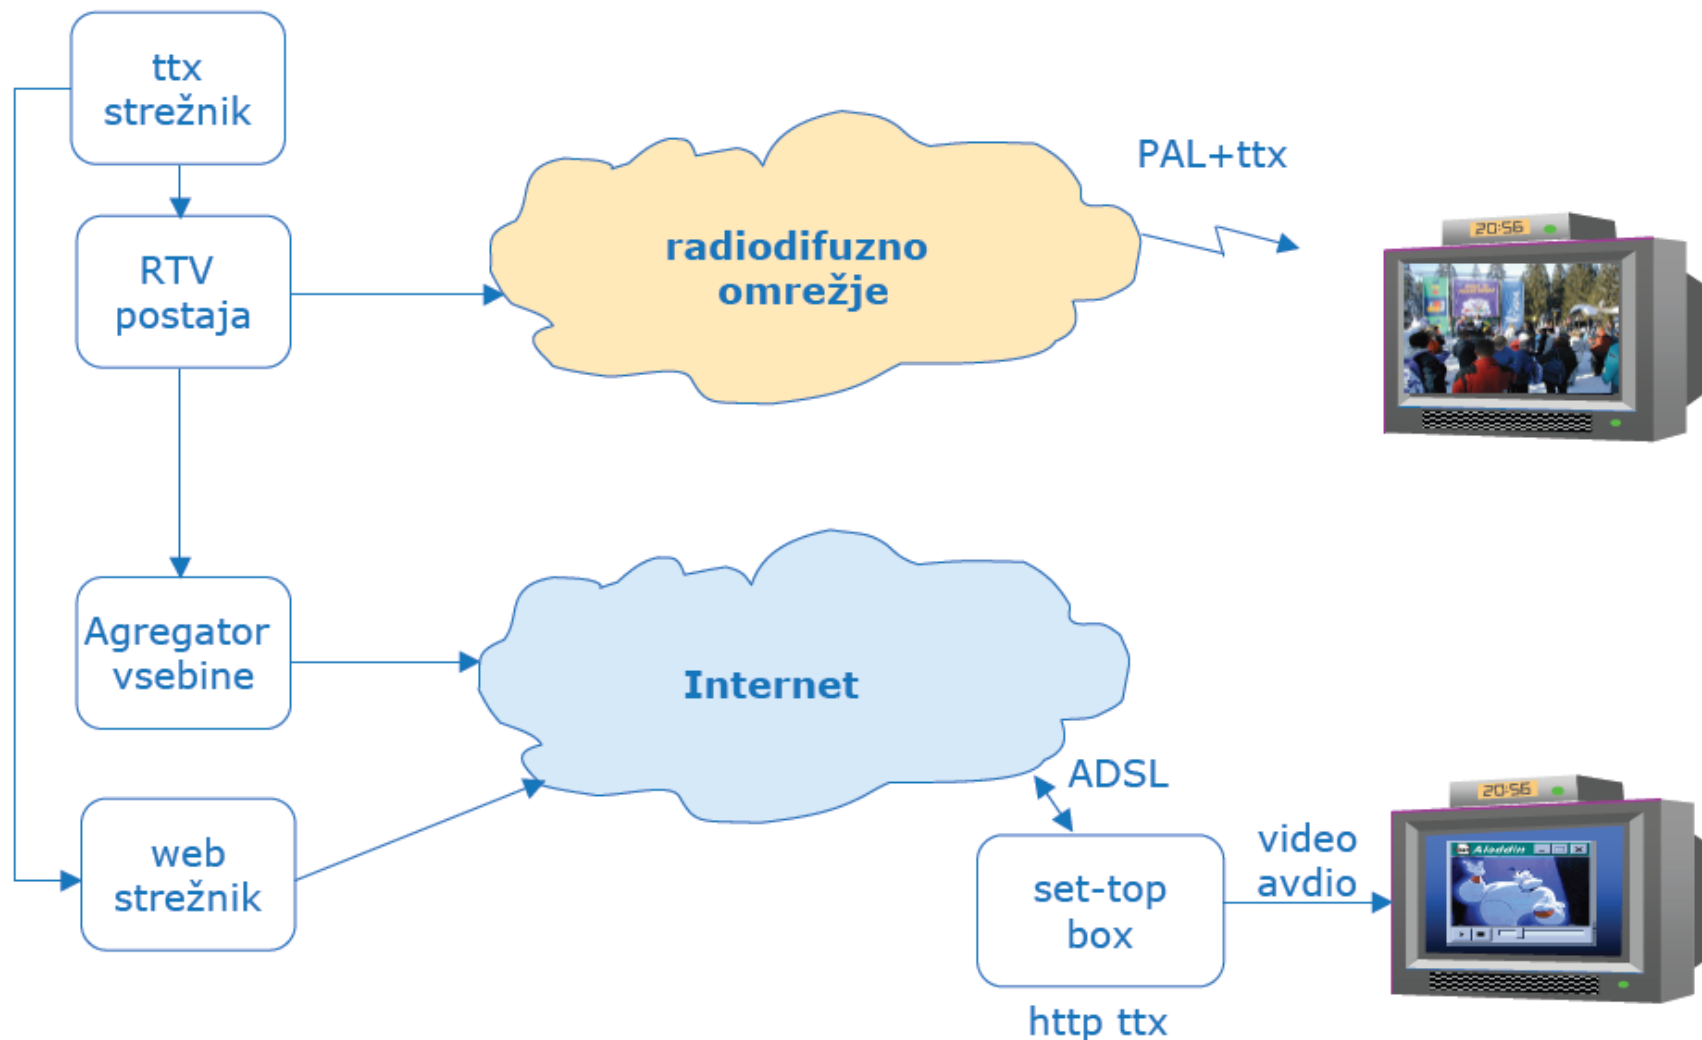 ttx
strežnik
PAL+ttx
RTV
postaja
radiodifuzno
omrežje
20:56
Agregator
vsebine
Internet
ADSL
web
strežnik
set-top
box
http ttx
video
avdio
20:56
Aladdin